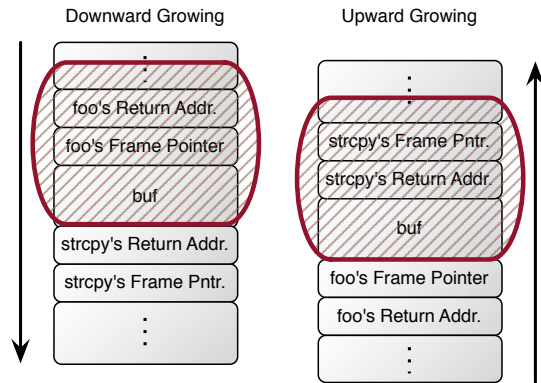 Downward Growing
foo's Return Addr.
foo's Frame Pointer
buf
strcpy's Return Addr.
strcpy's Frame Pntr.
Upward Growing
strcpy's Frame Pntr.
strcpy's Return Addr.
buf
foo's Frame Pointer
foo's Return Addr.